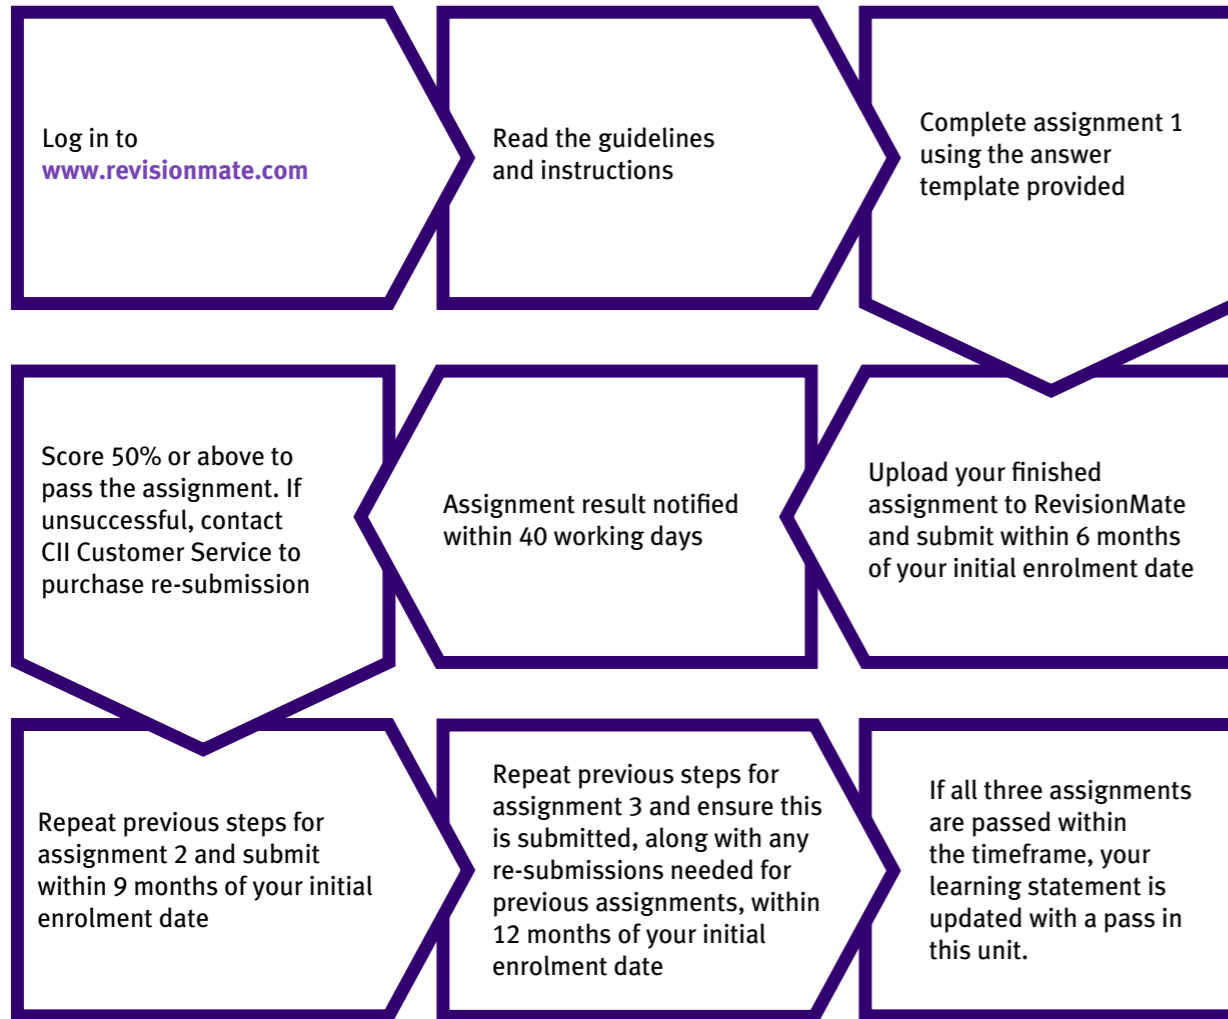 Log in to
www.revisionmate.com
Read the guidelines
and instructions
Complete assignment 1
using the answer
template provided
Upload your finished
assignment to RevisionMate
and submit within 6 months
of your initial enrolment date
Assignment result notified
within 40 working days
Score 50% or above to
pass the assignment. If
unsuccessful, contact
CII Customer Service to
purchase re-submission
Repeat previous steps for
assignment 2 and submit
within 9 months of your initial
enrolment date
Repeat previous steps for
assignment 3 and ensure this
is submitted, along with any
re-submissions needed for
previous assignments, within
12 months of your initial
enrolment date
If all three assignments
are passed within
the timeframe, your
learning statement is
updated with a pass in
this unit.